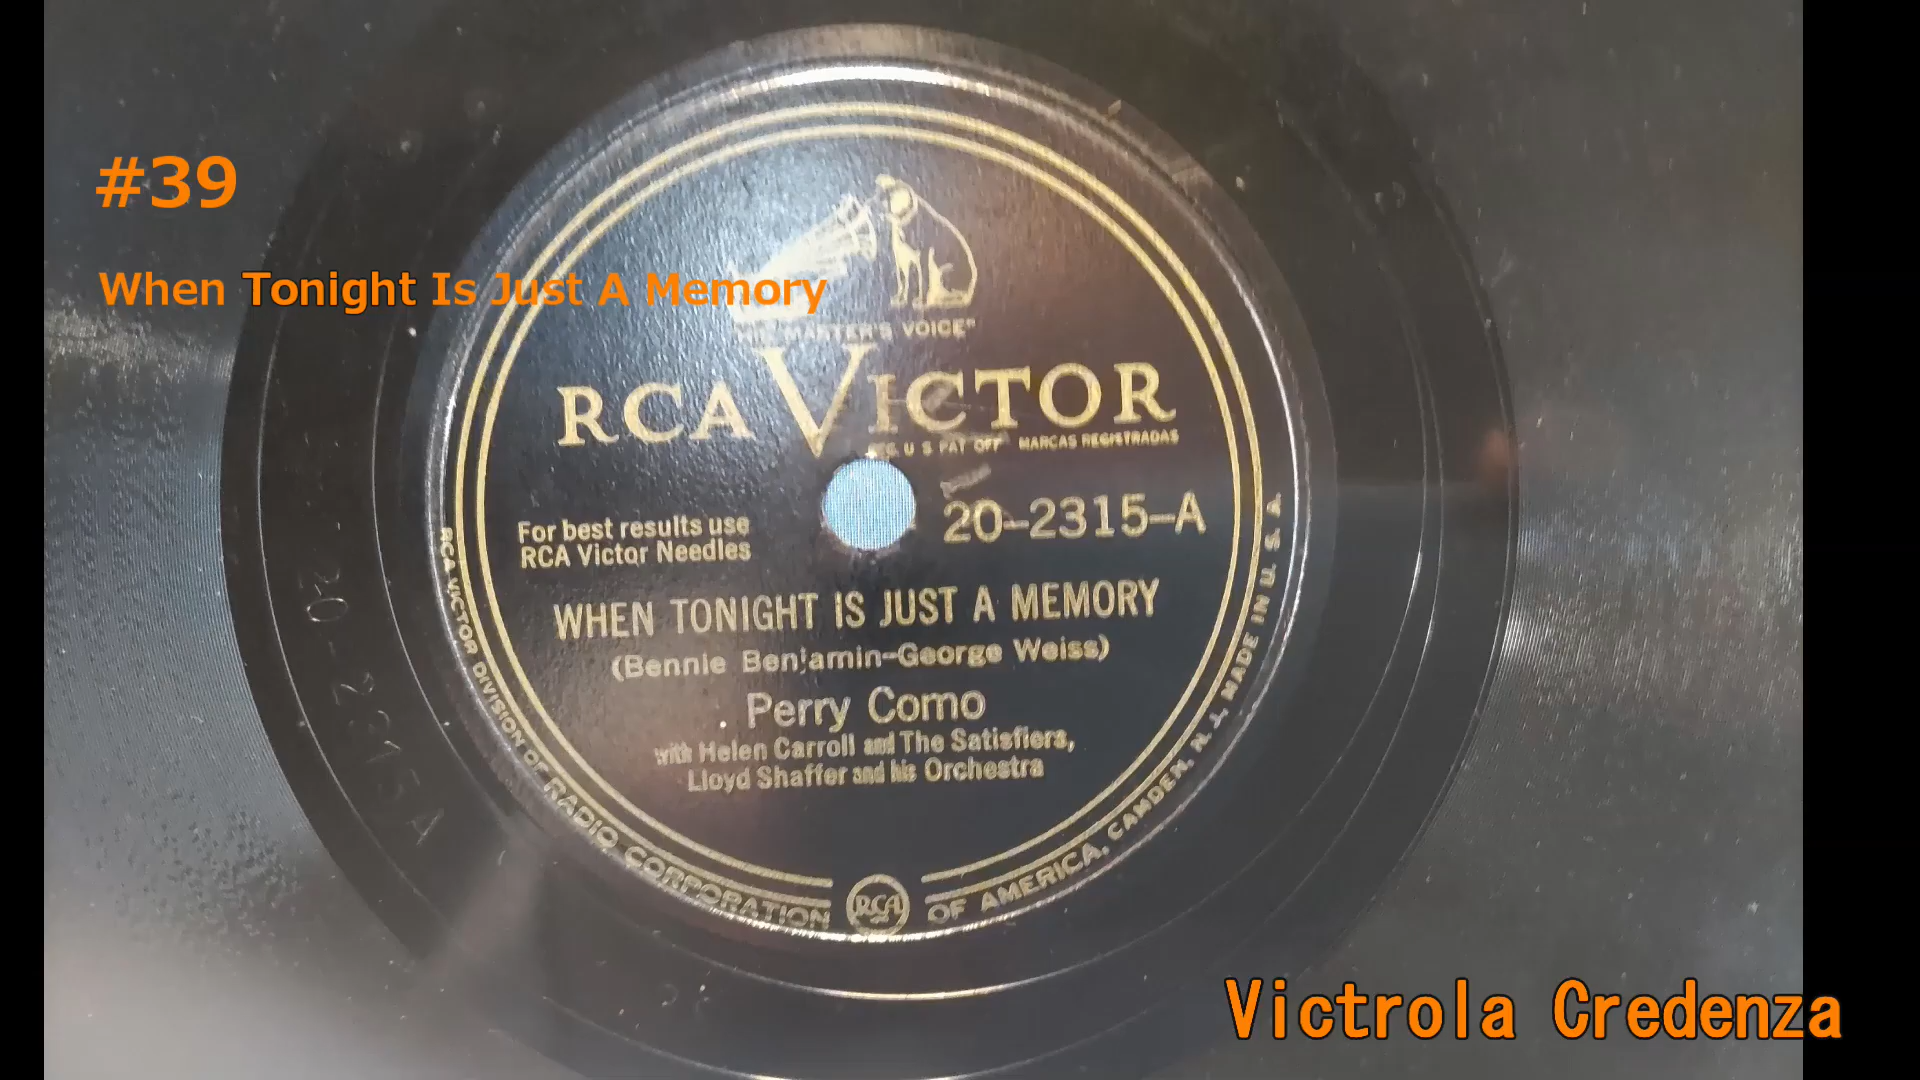 #39
When Tonight Is Just A Memory
MASTER'S VOICE"
RCA VICTOR
U S PAT OFF MARCAS REGISTRADAS
20-2315-A
For best results use
RCA Victor Needles
WHEN TONIGHT IS JUST A MEMORY
(Bennie Benjamin-George Weiss)
Perry Como
with Helen Carroll and The Satisfiers,
Lloyd Shaffer and his Orchestra
RCA VICTOR DIVISION OF RADIO CORPORATION RCA OF AMERICA, CAMDEN, N. J. MADE IN U. S. A.
20-2315A
Victrola Credenza